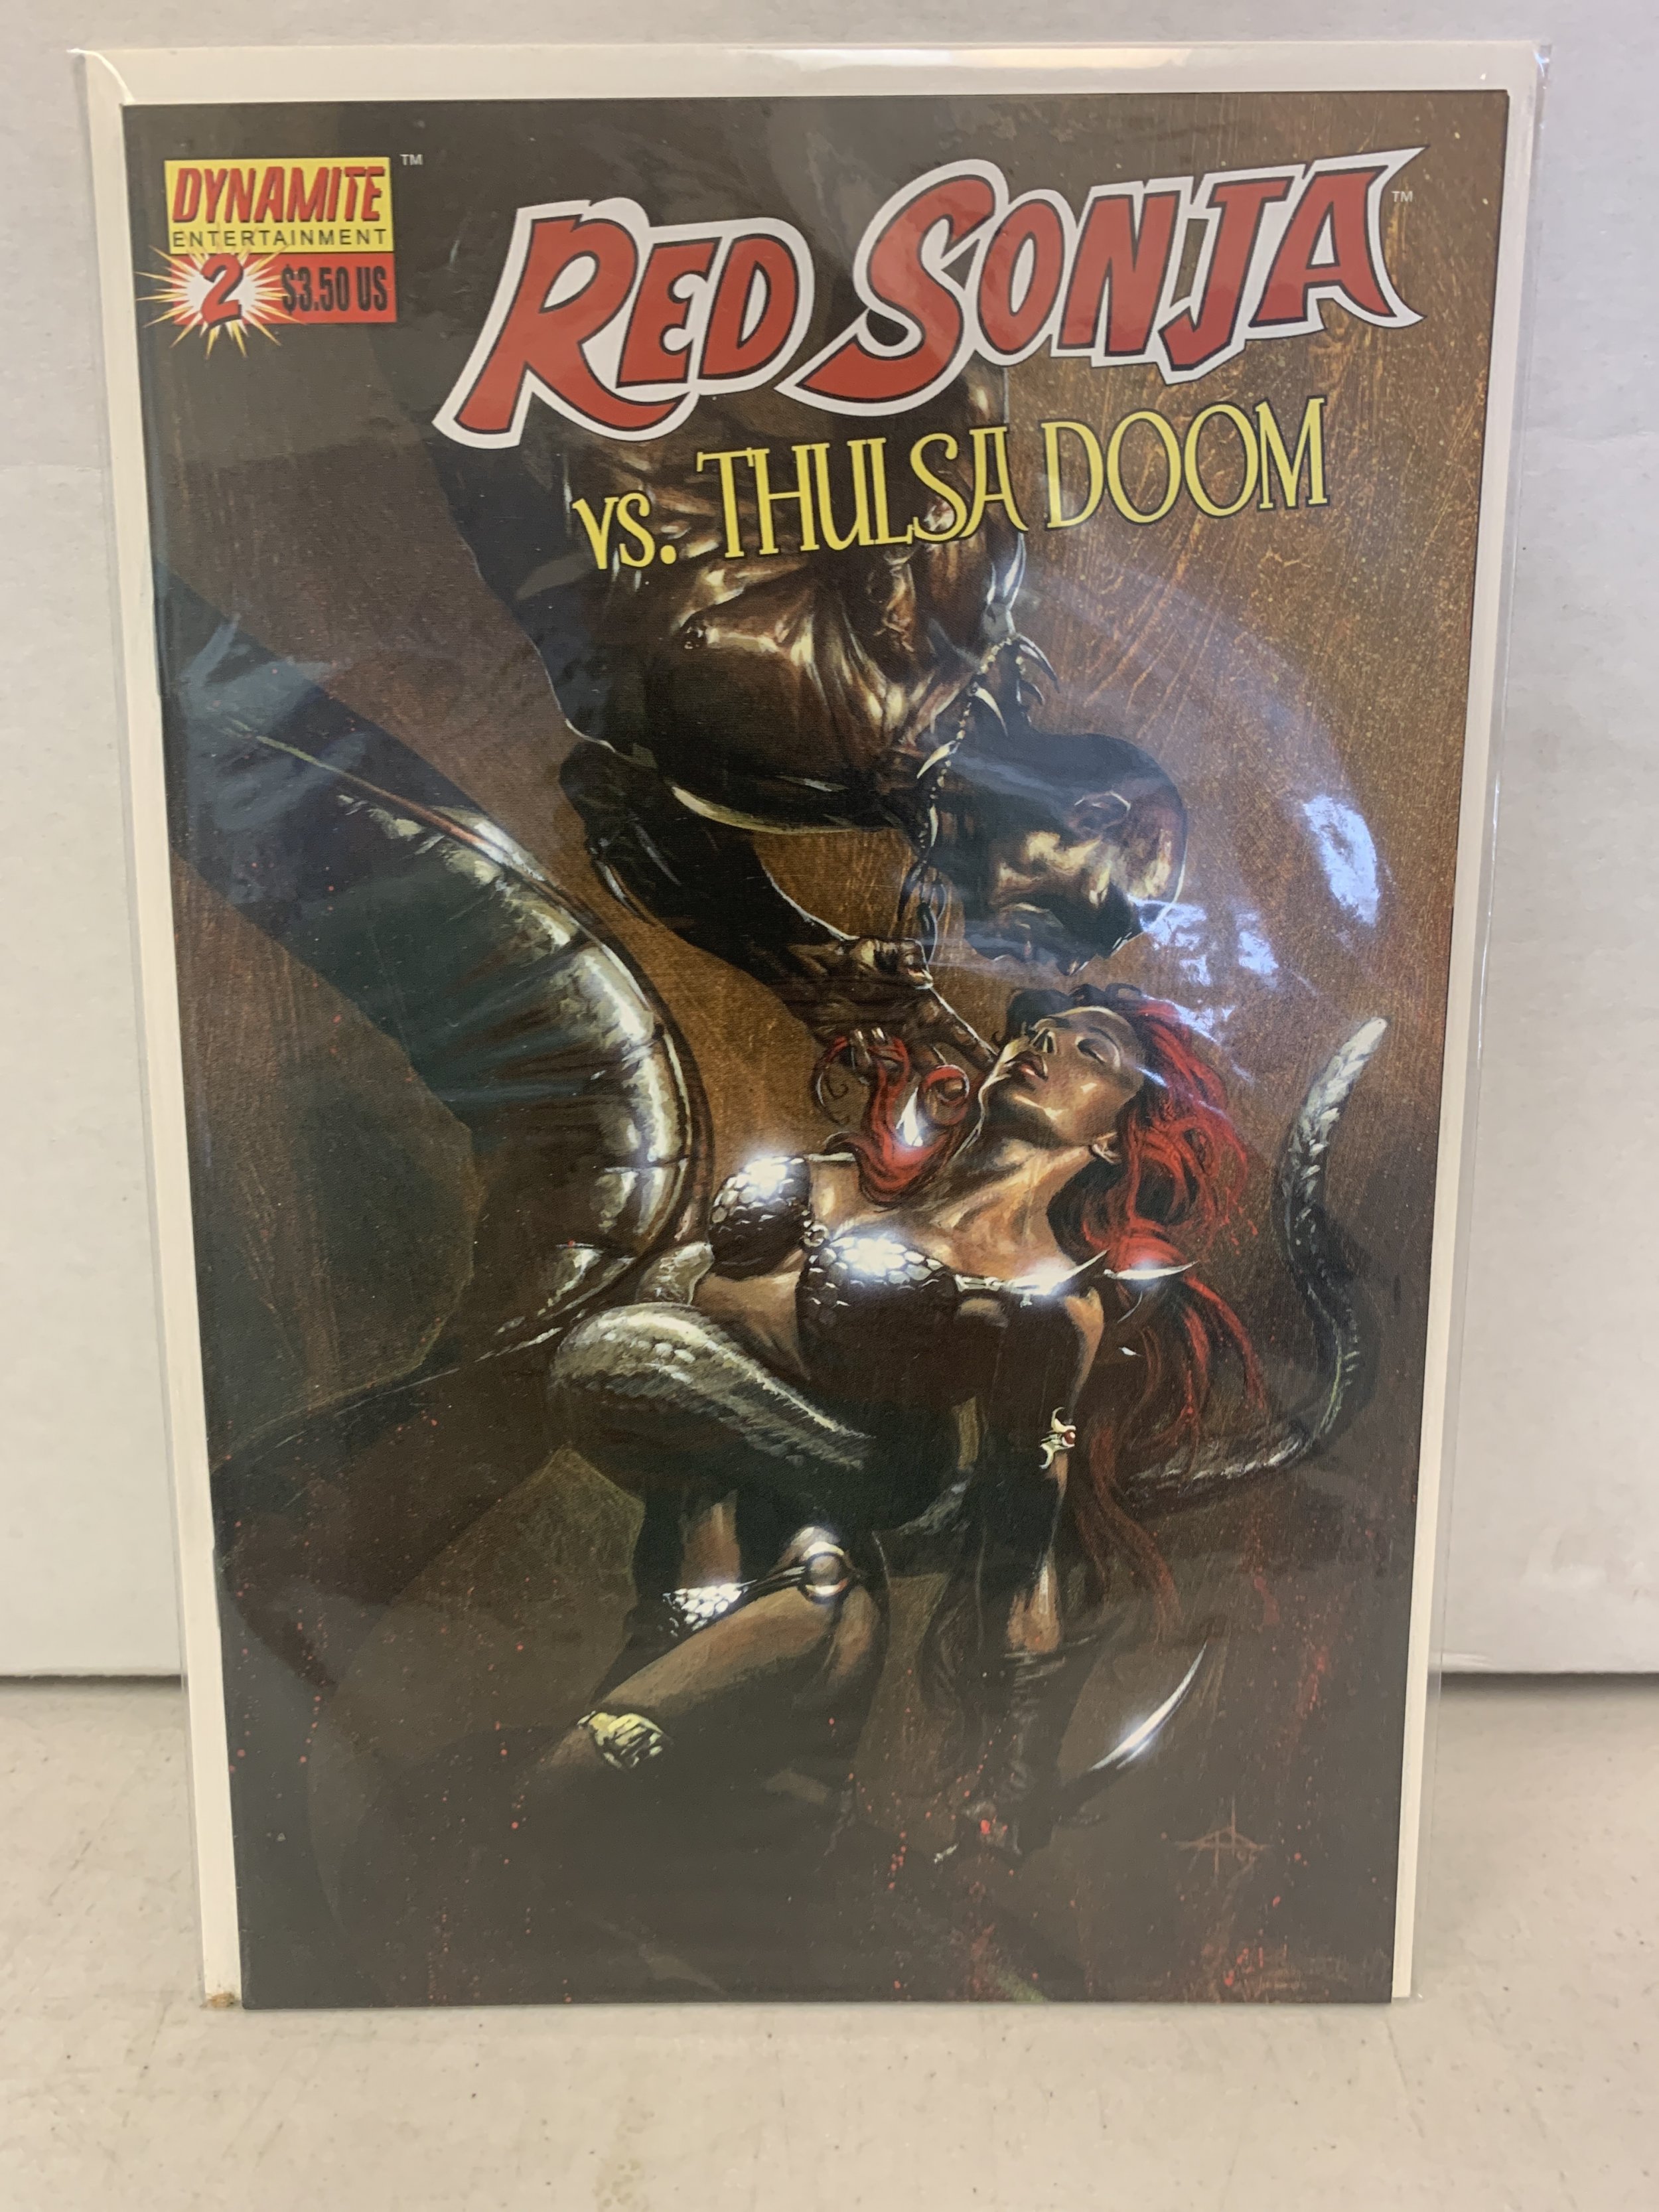 DYNAMITE ™
ENTERTAINMENT
2 $3.50 US
RED SONJA ™
vs. THULSA DOOM